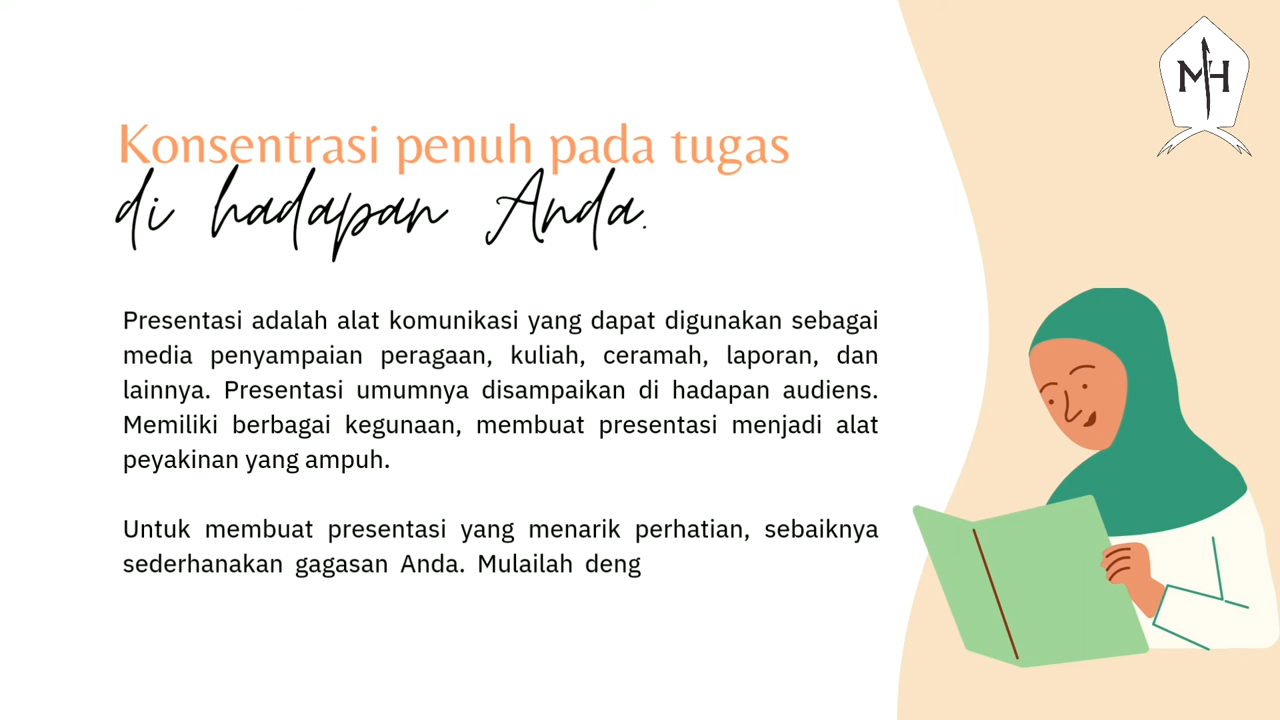 MH
Konsentrasi penuh pada tugas
di hadapan Anda.
Presentasi adalah alat komunikasi yang dapat digunakan sebagai
media penyampaian peragaan, kuliah, ceramah, laporan, dan
lainnya. Presentasi umumnya disampaikan di hadapan audiens.
Memiliki berbagai kegunaan, membuat presentasi menjadi alat
peyakinan yang ampuh.
Untuk membuat presentasi yang menarik perhatian, sebaiknya
sederhanakan gagasan Anda. Mulailah deng